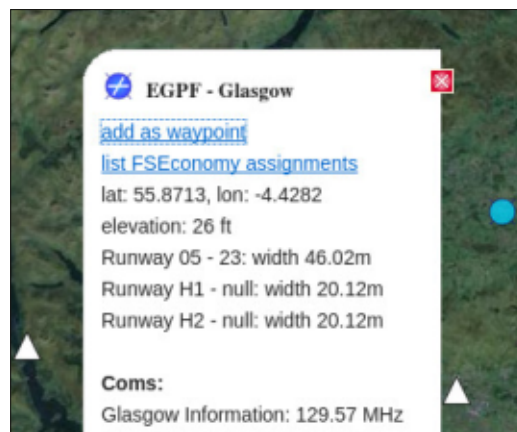 EGPF - Glasgow
add as waypoint
list FSEconomy assignments
lat: 55.8713, lon: -4.4282
elevation: 26 ft
Runway 05 - 23: width 46.02m
Runway H1 - null: width 20.12m
Runway H2 - null: width 20.12m
Coms:
Glasgow Information: 129.57 MHz